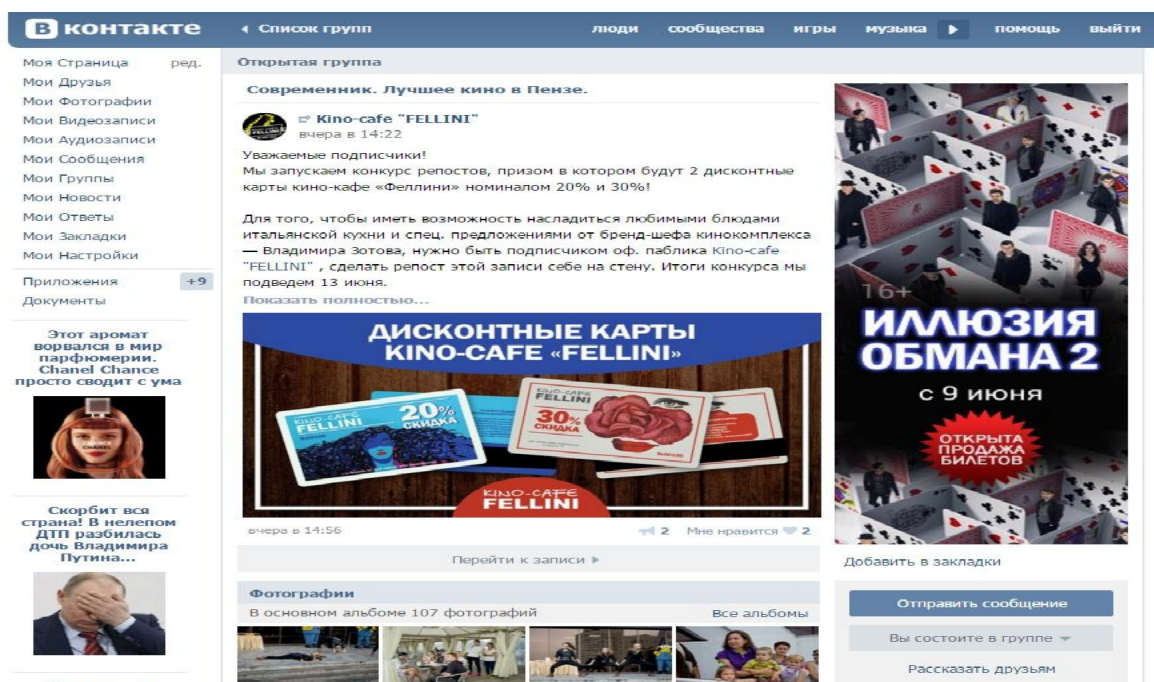 В контакте
Список групп
люди сообщества игры музыка помощь выйти
Моя Страница ред.
Мои Друзья
Мои Фотографии
Мои Видеозаписи
Мои Аудиозаписи
Мои Сообщения
Мои Группы
Мои Новости
Мои Ответы
Мои Закладки
Мои Настройки
Приложения +9
Документы
Этот аромат
ворвался в мир
парфюмерии.
Chanel Chance
просто сводит с ума
Скорбит вся
страна! В нелепом
ДТП разбилась
дочь Владимира
Путина...
Открытая группа
Современник. Лучшее кино в Пензе.
Kino-cafe "FELLINI"
вчера в 14:22
Уважаемые подписчики!
Мы запускаем конкурс репостов, призом в котором будут 2 дисконтные
карты кино-кафе «Феллини» номиналом 20% и 30%!
Для того, чтобы иметь возможность насладиться любимыми блюдами
итальянской кухни и спец. предложениями от бренд-шефа кинокомплекса
— Владимира Зотова, нужно быть подписчиком оф. паблика Kino-cafe
"FELLINI" , сделать репост этой записи себе на стену. Итоги конкурса мы
подведем 13 июня.
Показать полностью...
ДИСКОНТНЫЕ КАРТЫ
KINO-CAFE «FELLINI»
KINO-CAFE
FELLINI
20%
СКИДКА
KINO-CAFE
FELLINI
30%
СКИДКА
KINO-CAFE
FELLINI
вчера в 14:56 2 Мне нравится 2
Перейти к записи
Фотографии
В основном альбоме 107 фотографий Все альбомы
16+
ИЛЛЮЗИЯ
ОБМАНА 2
с 9 июня
ОТКРЫТА
ПРОДАЖА
БИЛЕТОВ
Добавить в закладки
Отправить сообщение
Вы состоите в группе
Рассказать друзьям